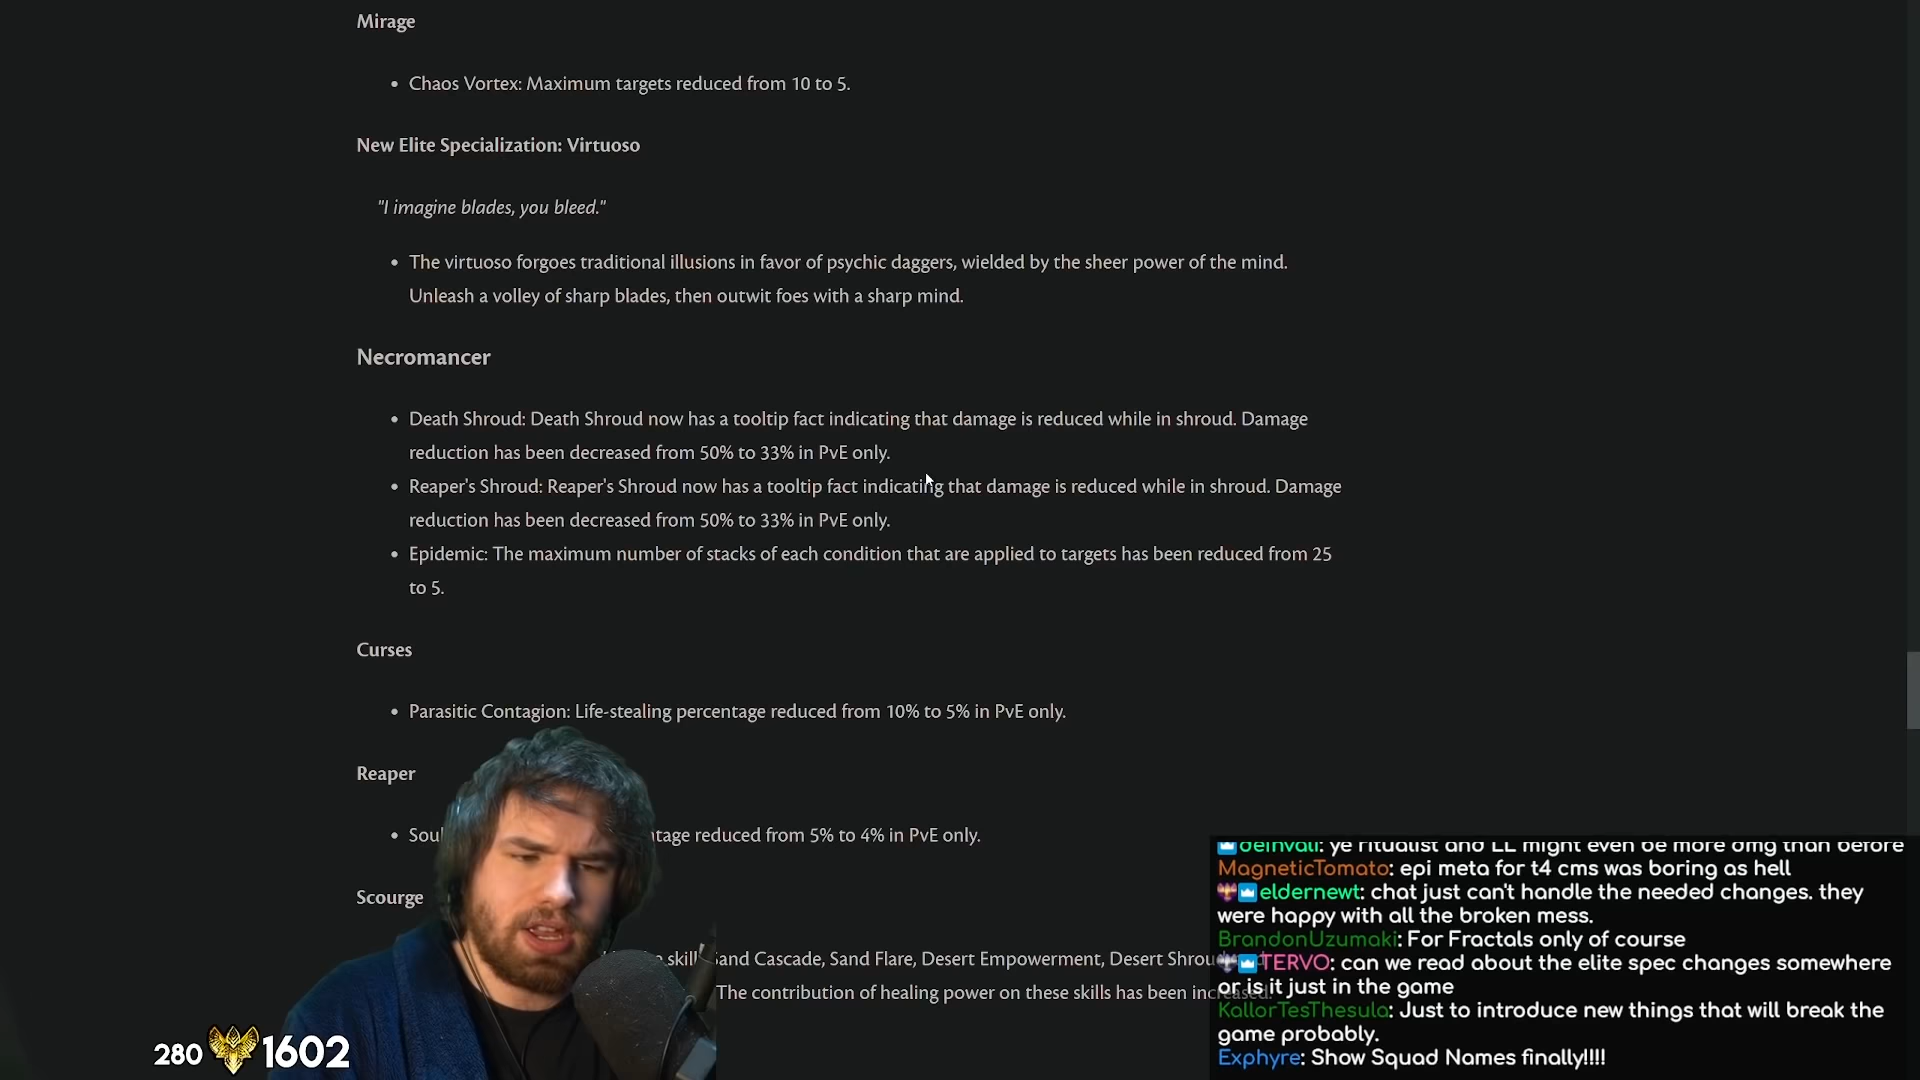 Mirage
• Chaos Vortex: Maximum targets reduced from 10 to 5.
New Elite Specialization: Virtuoso
"I imagine blades, you bleed."
• The virtuoso forgoes traditional illusions in favor of psychic daggers, wielded by the sheer power of the mind.
Unleash a volley of sharp blades, then outwit foes with a sharp mind.
Necromancer
• Death Shroud: Death Shroud now has a tooltip fact indicating that damage is reduced while in shroud. Damage
reduction has been decreased from 50% to 33% in PvE only.
• Reaper's Shroud: Reaper's Shroud now has a tooltip fact indicating that damage is reduced while in shroud. Damage
reduction has been decreased from 50% to 33% in PvE only.
• Epidemic: The maximum number of stacks of each condition that are applied to targets has been reduced from 25
to 5.
Curses
• Parasitic Contagion: Life-stealing percentage reduced from 10% to 5% in PvE only.
Reaper
• Soul reduced from 5% to 4% in PvE only.
Scourge
Sand Cascade, Sand Flare, Desert Empowerment, Desert
The contribution of healing power on these skills has been
ye ritualist and LL might even be more omg than before
MagneticTomato: epi meta for t4 cms was boring as hell
eldernewt: chat just can't handle the needed changes. they
were happy with all the broken mess.
BrandonUzumaki: For Fractals only of course
TERVO: can we read about the elite spec changes somewhere
or is it just in the game
KallorTesThesula: Just to introduce new things that will break the
game probably.
Exphyre: Show Squad Names finally!!!!
280 1602